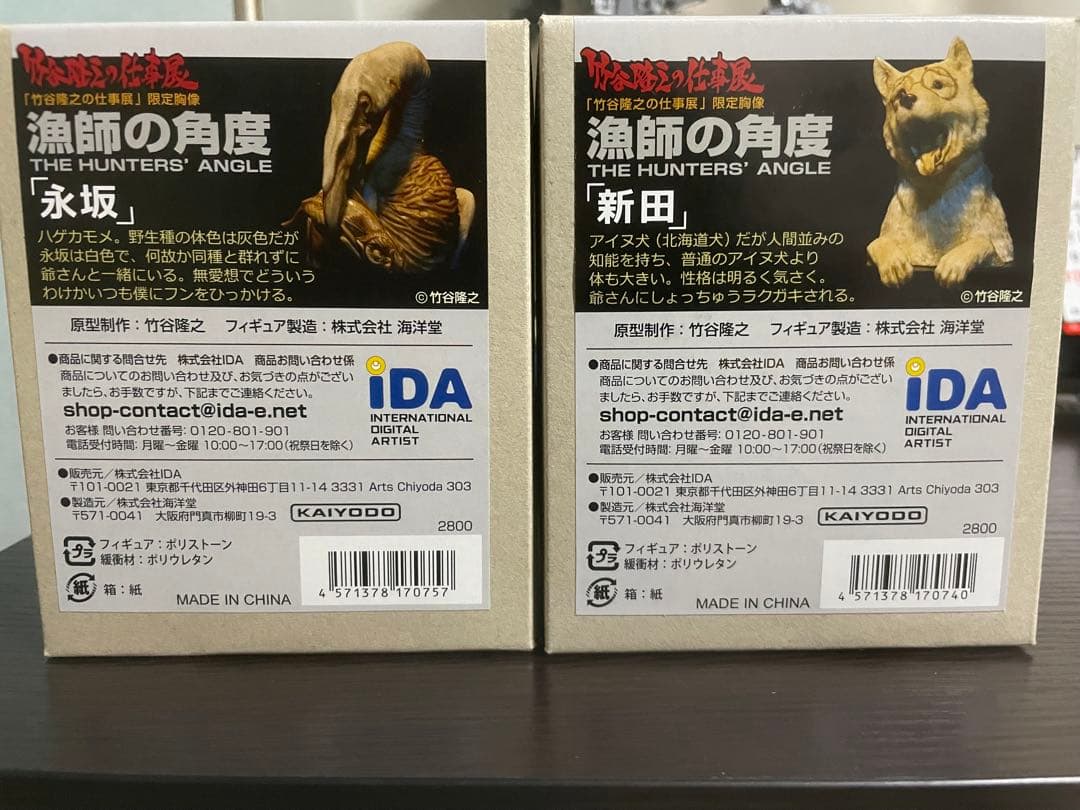 竹谷隆之の仕事展
「竹谷隆之の仕事展」限定胸像
漁師の角度
THE HUNTERS' ANGLE
「永坂」
ハゲカモメ。野生種の体色は灰色だが
永坂は白色で、何故か同種と群れずに
爺さんと一緒にいる。無愛想でどういう
わけかいつも僕にフンをひっかける。
©竹谷隆之
原型制作：竹谷隆之 フィギュア製造：株式会社 海洋堂
●商品に関する問合せ先 株式会社IDA 商品お問い合わせ係
商品についてのお問い合わせ及び、お気づきの点がござい
ましたら、お手数ですが、下記までご連絡ください。
shop-contact@ida-e.net
お客様 問い合わせ番号：0120-801-901
電話受付時間：月曜〜金曜 10:00〜17:00（祝祭日を除く）
iDA
INTERNATIONAL
DIGITAL
ARTIST
●販売元／株式会社IDA
〒101-0021 東京都千代田区外神田6丁目11-14 3331 Arts Chiyoda 303
●製造元／株式会社海洋堂
〒571-0041 大阪府門真市柳町19-3
KAIYODO
2800
プラ
フィギュア：ポリストーン
緩衝材：ポリウレタン
紙
箱：紙
MADE IN CHINA
4 571378 170757
竹谷隆之の仕事展
「竹谷隆之の仕事展」限定胸像
漁師の角度
THE HUNTERS' ANGLE
「新田」
アイヌ犬（北海道犬）だが人間並みの
知能を持ち、普通のアイヌ犬より
体も大きい。性格は明るく気さく。
爺さんにしょっちゅうラクガキされる。
©竹谷隆之
原型制作：竹谷隆之 フィギュア製造：株式会社 海洋堂
●商品に関する問合せ先 株式会社IDA 商品お問い合わせ係
商品についてのお問い合わせ及び、お気づきの点がござい
ましたら、お手数ですが、下記までご連絡ください。
shop-contact@ida-e.net
お客様 問い合わせ番号：0120-801-901
電話受付時間：月曜〜金曜 10:00〜17:00（祝祭日を除く）
iDA
INTERNATIONAL
DIGITAL
ARTIST
●販売元／株式会社IDA
〒101-0021 東京都千代田区外神田6丁目11-14 3331 Arts Chiyoda 303
●製造元／株式会社海洋堂
〒571-0041 大阪府門真市柳町19-3
KAIYODO
2800
プラ
フィギュア：ポリストーン
緩衝材：ポリウレタン
紙
箱：紙
MADE IN CHINA
4 571378 170740